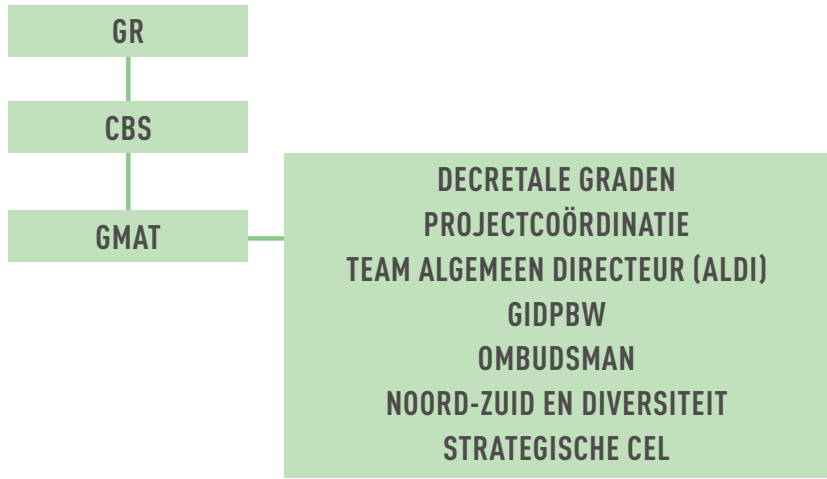 GR
CBS
GMAT
DECRETALE GRADEN
PROJECTCOÖRDINATIE
TEAM ALGEMEEN DIRECTEUR (ALDI)
GIDPBW
OMBUDSMAN
NOORD-ZUID EN DIVERSITEIT
STRATEGISCHE CEL